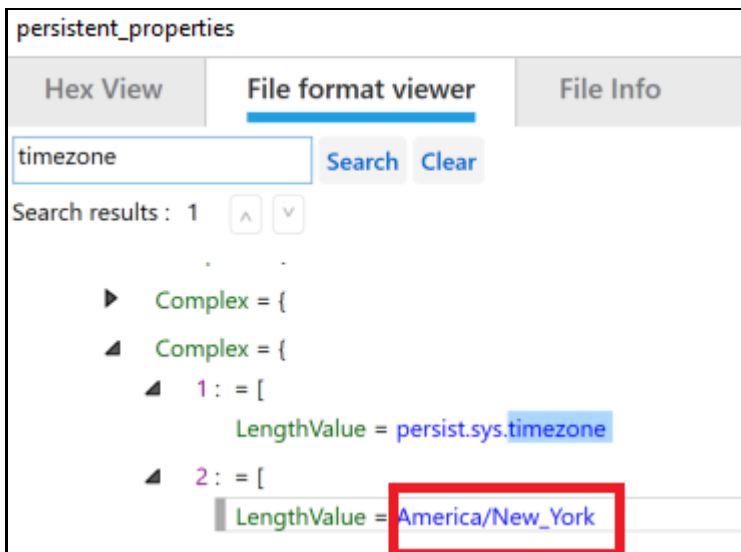 persistent_properties
Hex View File format viewer File Info
timezone Search Clear
Search results : 1
Complex = {
Complex = {
1 : = [
LengthValue = persist.sys.timezone
2 : = [
LengthValue = America/New_York